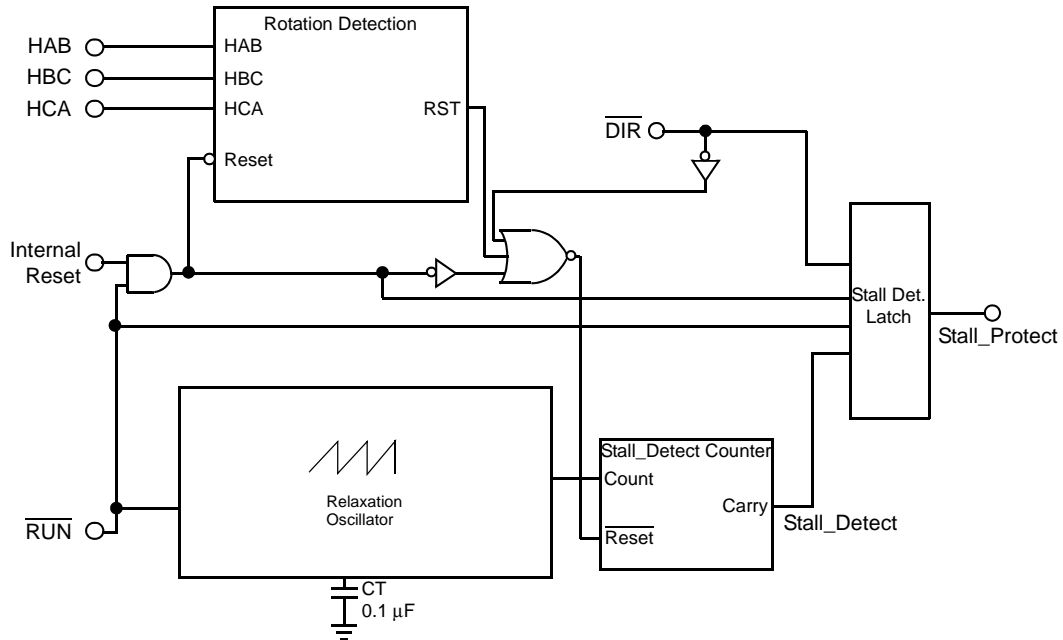 Rotation Detection
HAB
HAB
HBC
HBC
HCA
HCA
RST
Reset
DIR
Internal
Reset
Stall Det.
Latch
Stall_Protect
Stall_Detect Counter
Count
Relaxation
Oscillator
Carry
Stall_Detect
RUN
Reset
CT
0.1 μF